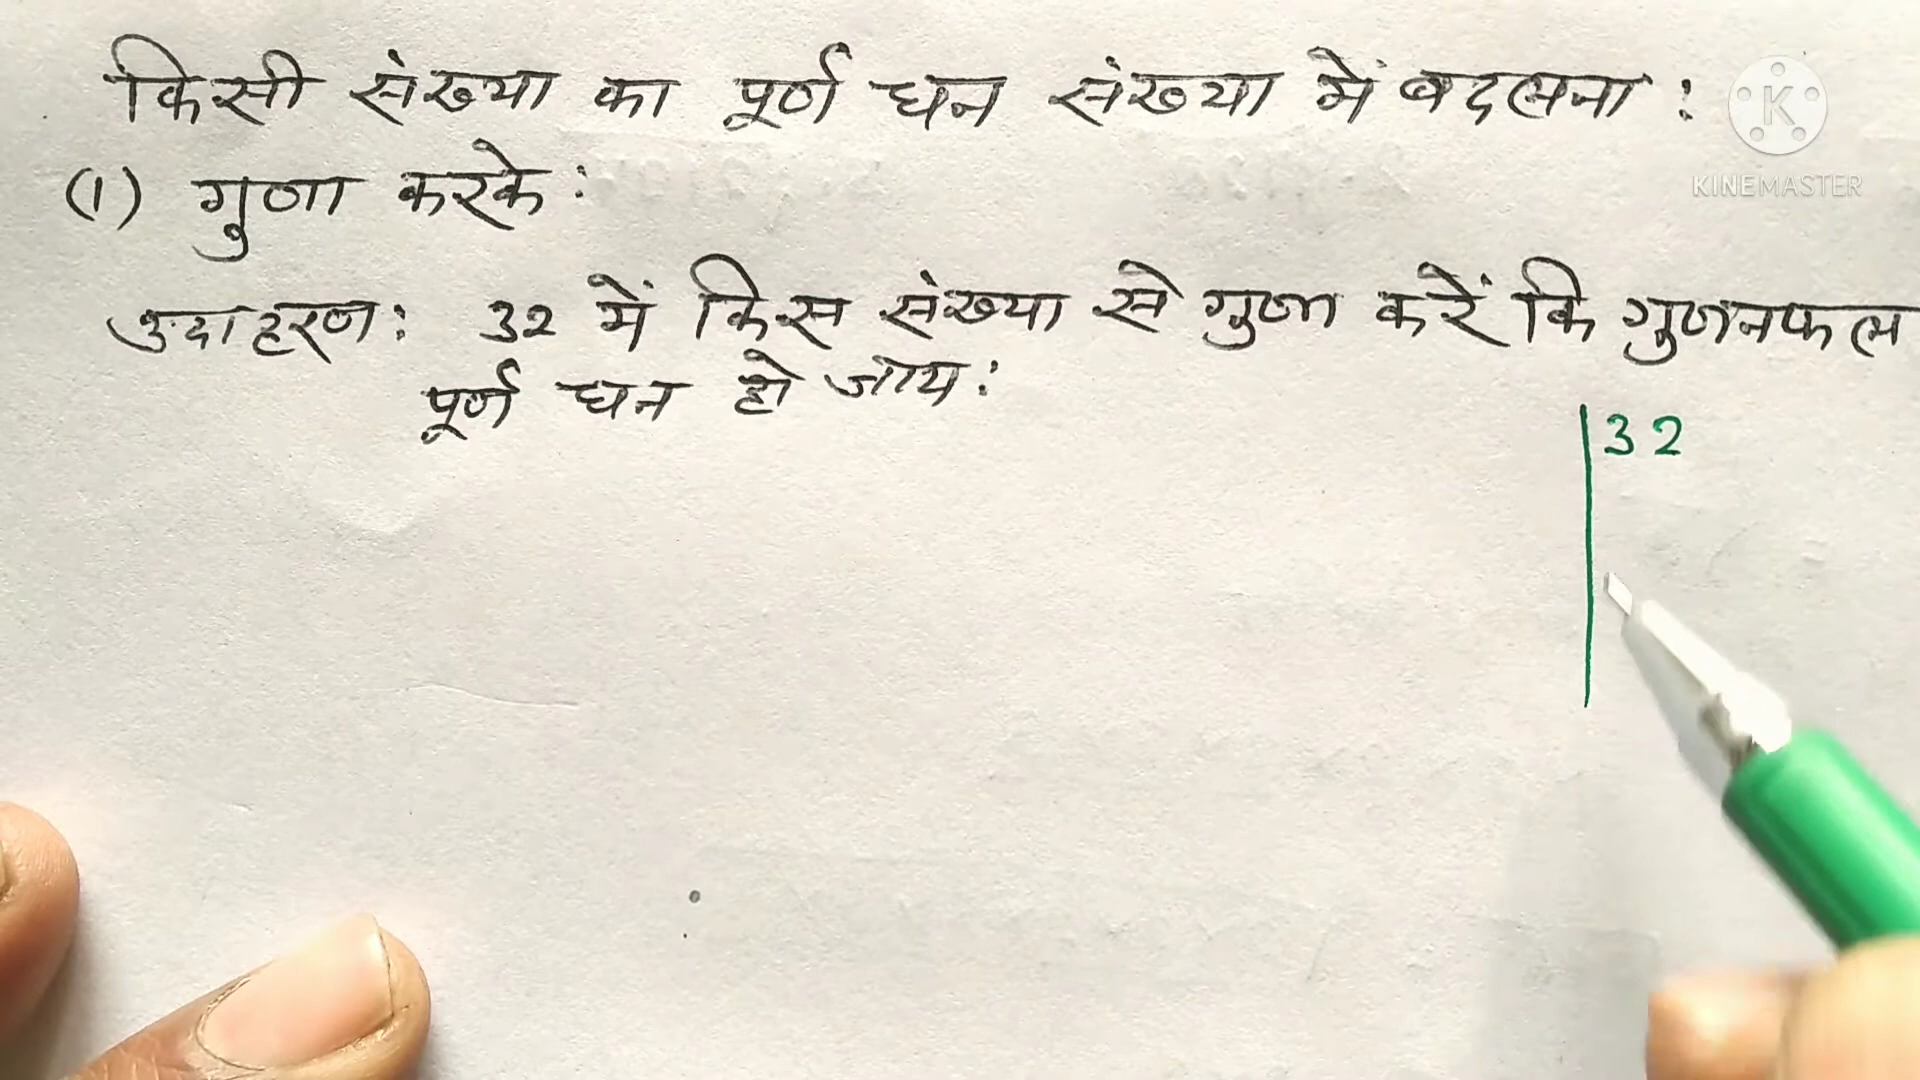 किसी संख्या का पूर्ण घन संख्या में बदलना :
(1) गुणा करके :
उदाहरण : 32 में किस संख्या से गुणा करें कि गुणनफल
पूर्ण घन हो जाय :
32
K
KINEMASTER